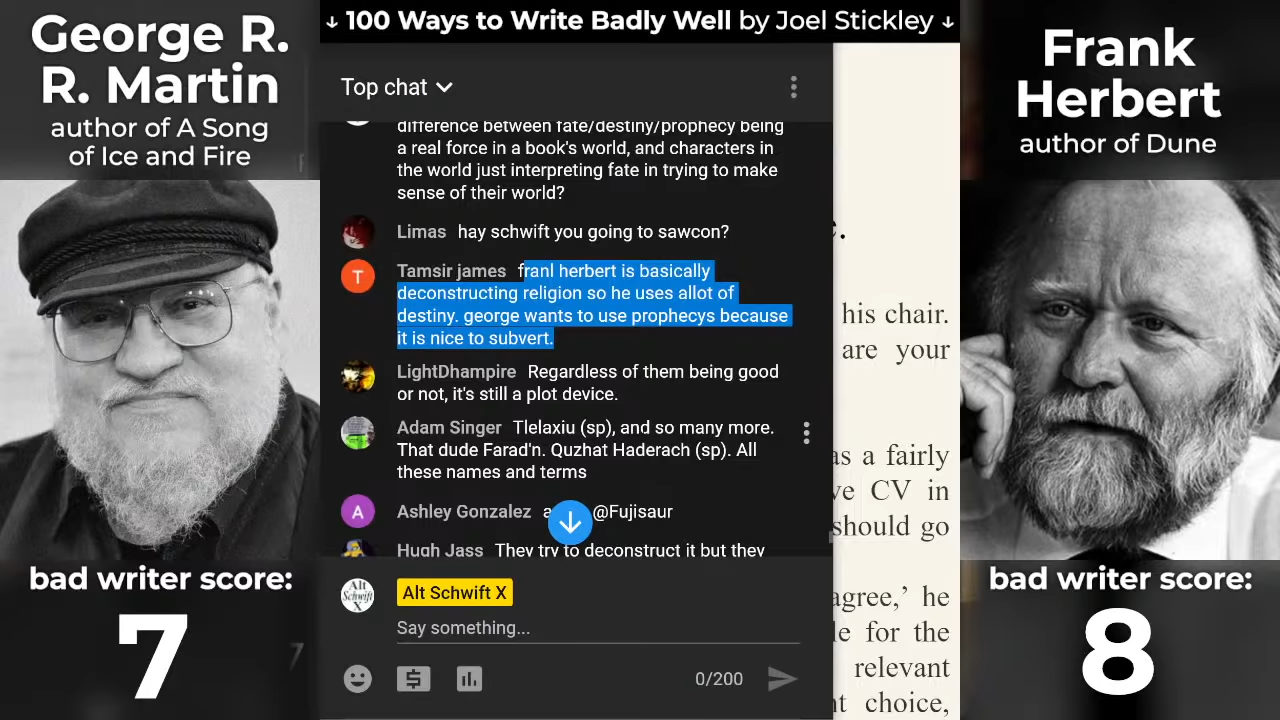 George R.
R. Martin
author of A Song
of Ice and Fire
bad writer score:
7
↓ 100 Ways to Write Badly Well by Joel Stickley ↓
Top chat
difference between fate/destiny/prophecy being
a real force in a book's world, and characters in
the world just interpreting fate in trying to make
sense of their world?
Limas hay schwift you going to sawcon?
T
Tamsir james franl herbert is basically
deconstructing religion so he uses allot of
destiny. george wants to use prophecys because
it is nice to subvert.
LightDhampire Regardless of them being good
or not, it's still a plot device.
Adam Singer Tlelaxiu (sp), and so many more.
That dude Farad'n. Quzhat Haderach (sp). All
these names and terms
A
Ashley Gonzalez @Fujisaur
Hugh Jass They try to deconstruct it but they
Alt Schwift X
Alt Schwift X
Say something...
0/200
his chair.
are your
as a fairly
ve CV in
should go
agree,' he
le for the
relevant
nt choice,
Frank
Herbert
author of Dune
bad writer score:
8